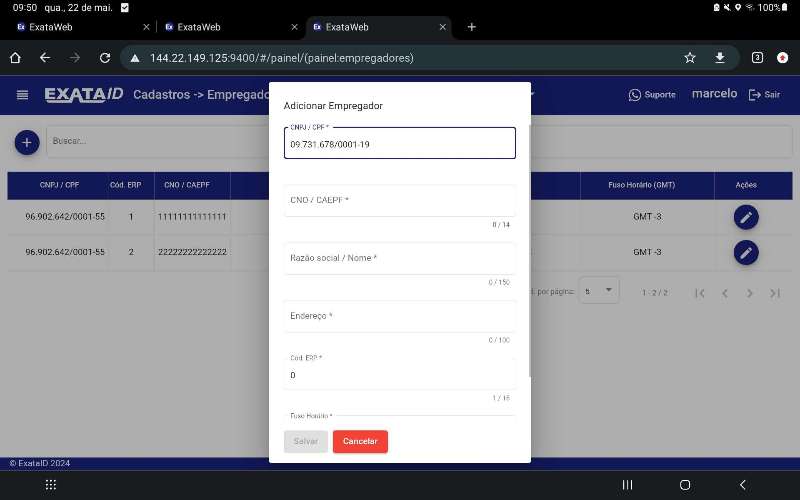 09:50 qua., 22 de mai. 100%
ExataWeb ExataWeb ExataWeb
144.22.149.125:9400/#/painel/(painel:empregadores) 3
EXATAID Cadastros -> Empregado Suporte marcelo Sair
Buscar...
CNPJ / CPF Cód. ERP CNO / CAEPF Fuso Horário (GMT) Ações
96.902.642/0001-55 1 11111111111111 GMT -3
96.902.642/0001-55 2 22222222222222 GMT -3
por página: 5 1 - 2 / 2
Adicionar Empregador
CNPJ / CPF *
09.731.678/0001-19
CNO / CAEPF *
0 / 14
Razão social / Nome *
0 / 150
Endereço *
0 / 100
Cód. ERP *
0
1 / 16
Fuso Horário *
Salvar Cancelar
© ExataID 2024